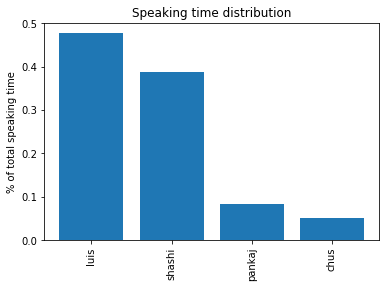 Speaking time distribution
% of total speaking time
0.5
0.4
0.3
0.2
0.1
0.0
luis
shashi
pankaj
chus